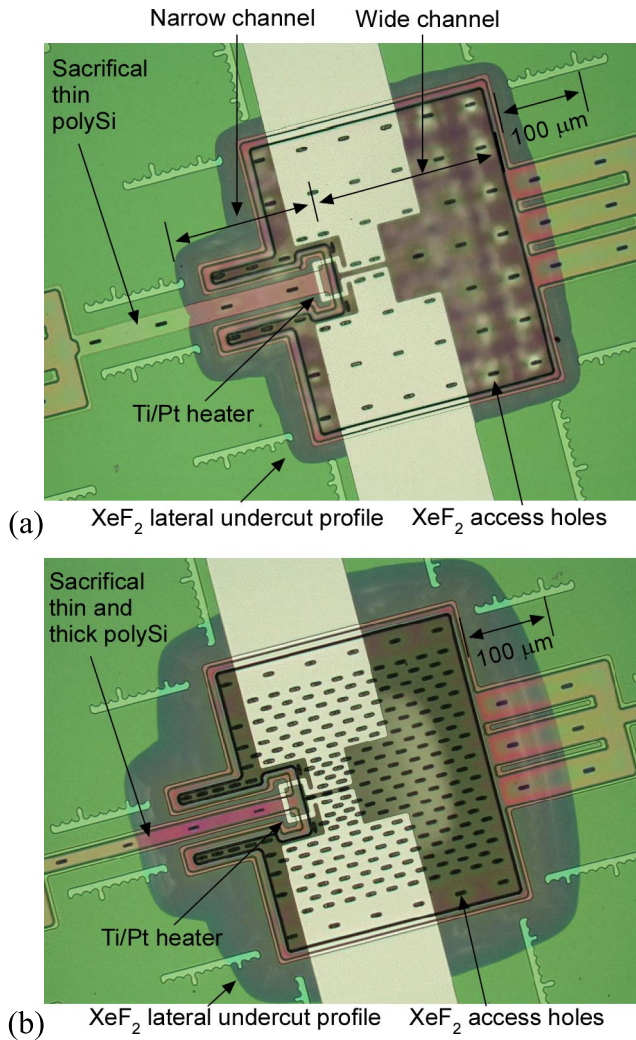 Narrow channel
Wide channel
Sacrifical
thin
polySi
100 μm
Ti/Pt heater
XeF2 lateral undercut profile
XeF2 access holes
(a)
Sacrifical
thin and
thick polySi
100 μm
Ti/Pt heater
XeF2 lateral undercut profile
XeF2 access holes
(b)